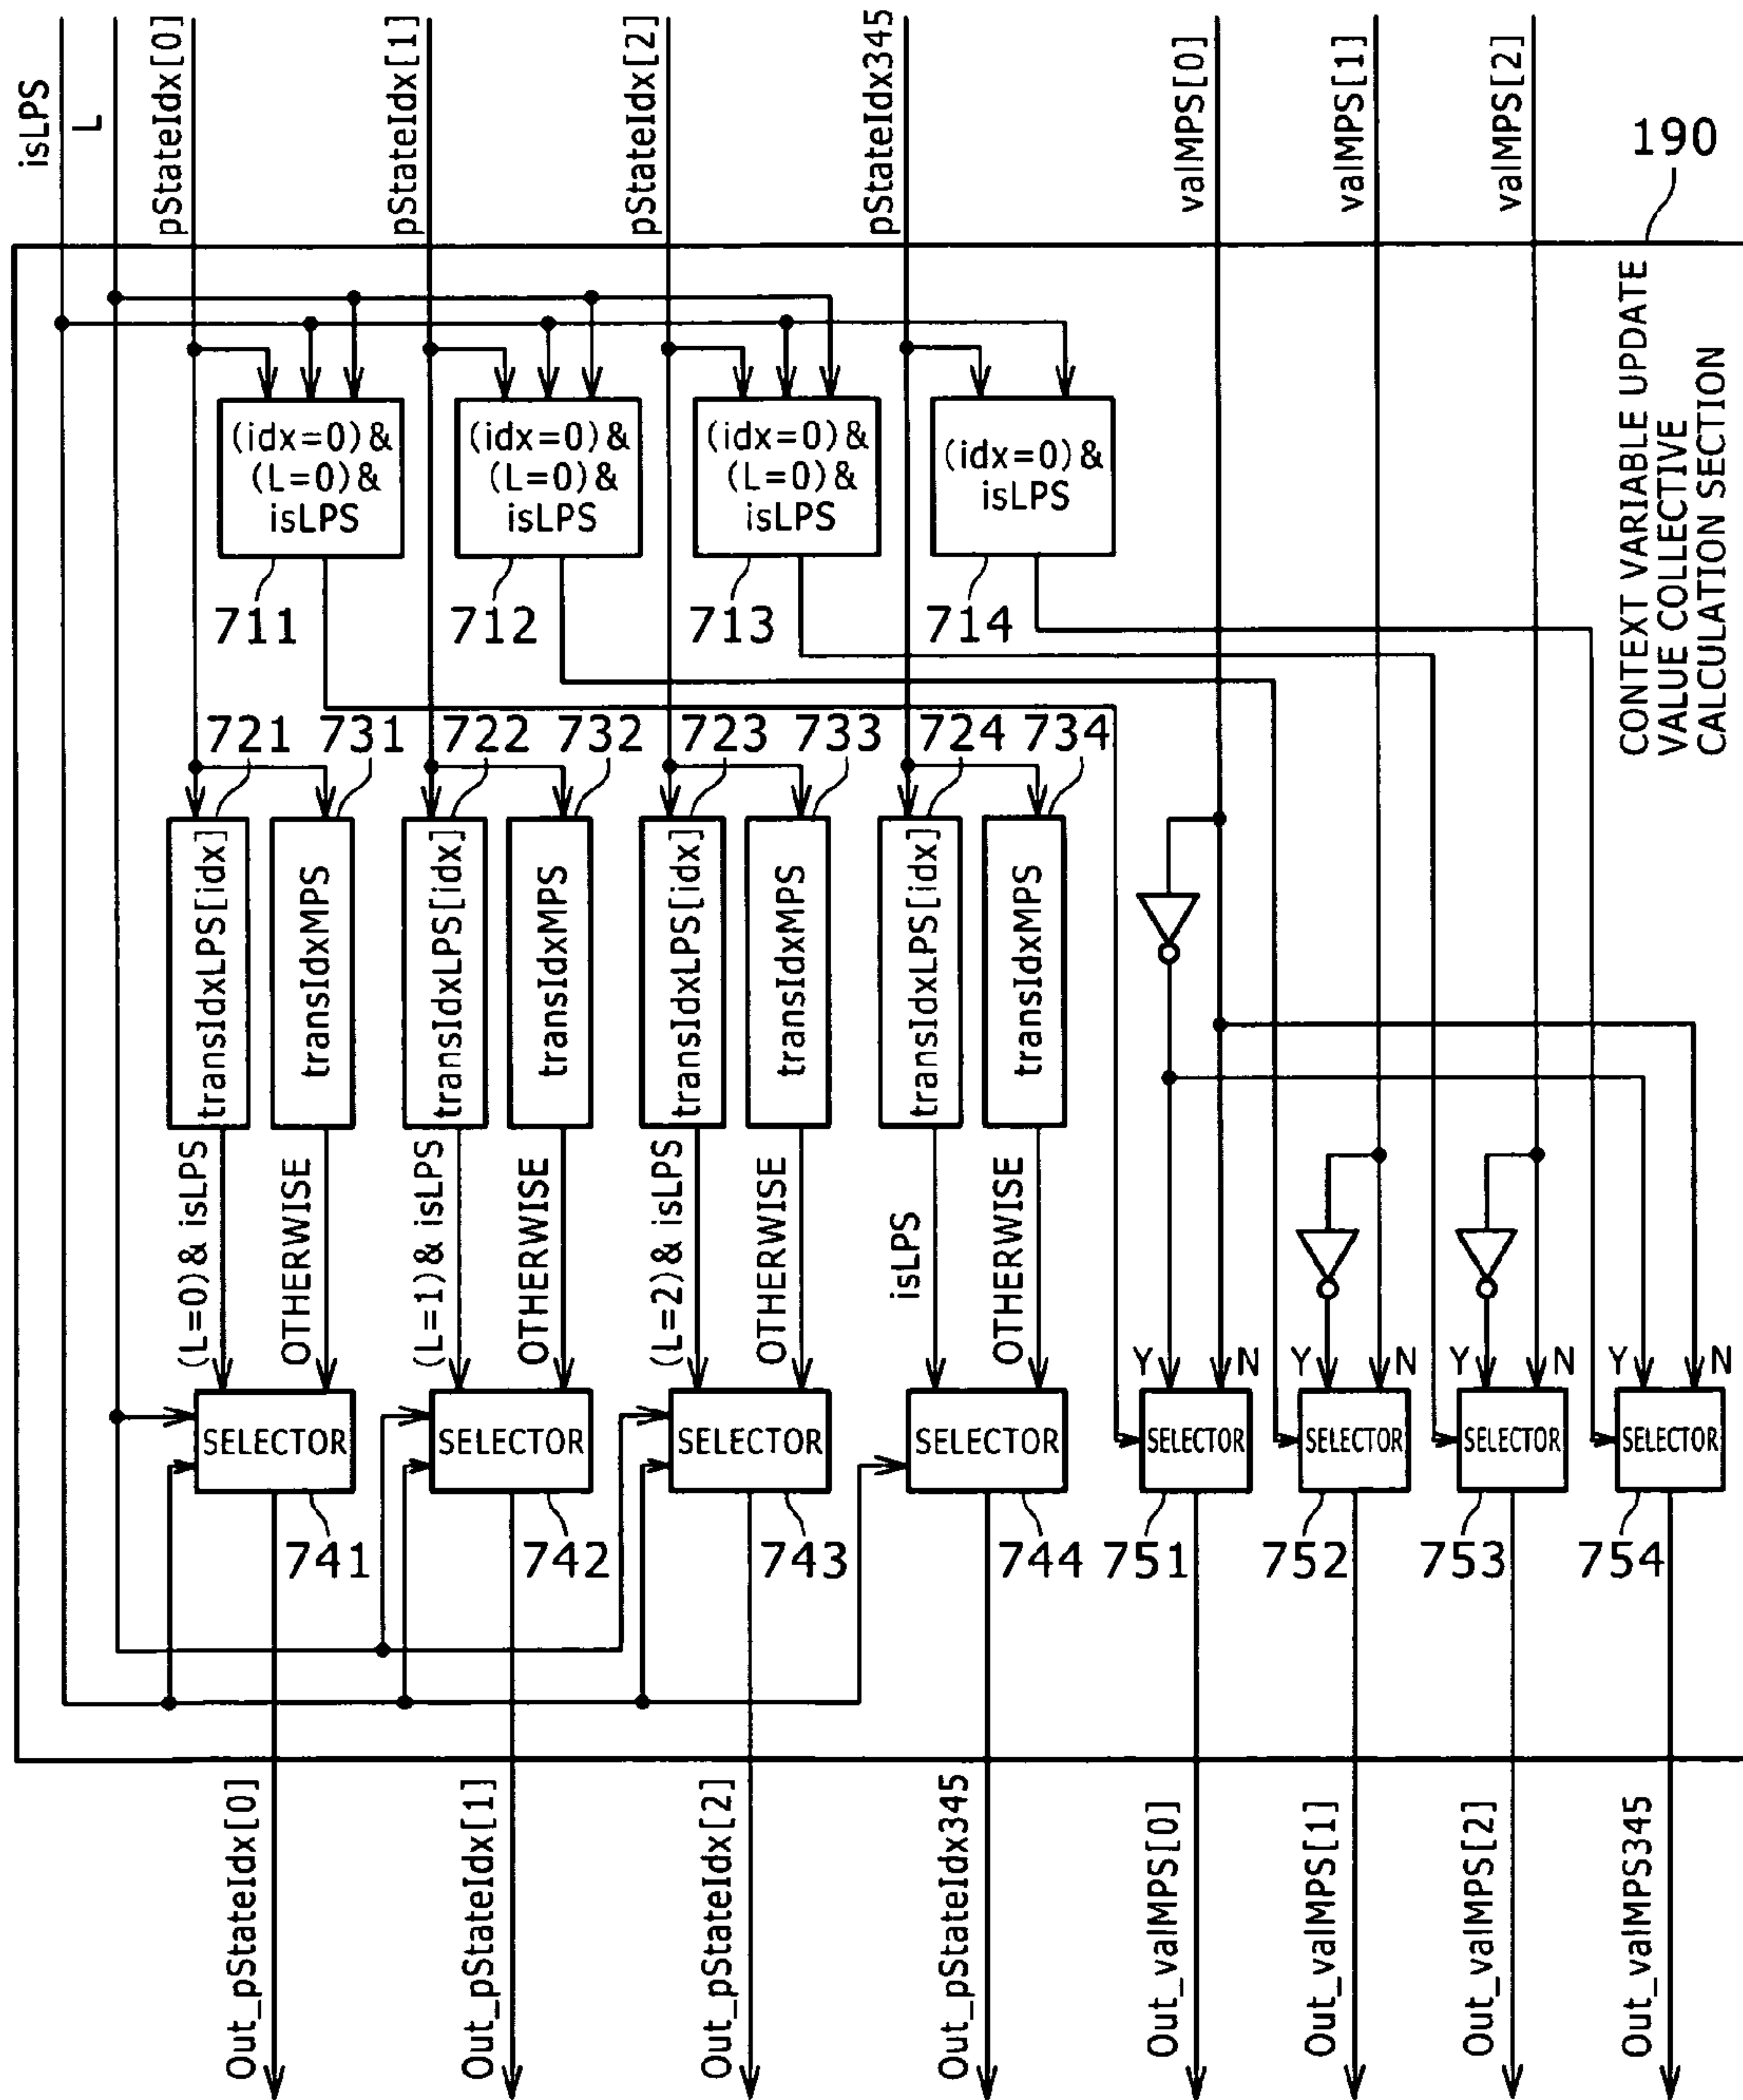 isLPS
L
pStateIdx[0]
pStateIdx[1]
pStateIdx[2]
pStateIdx345
valMPS[0]
valMPS[1]
valMPS[2]
190
CONTEXT VARIABLE UPDATE
VALUE COLLECTIVE
CALCULATION SECTION
(idx=0)&
(L=0)&
isLPS
(idx=0)&
(L=0)&
isLPS
(idx=0)&
(L=0)&
isLPS
(idx=0)&
isLPS
711
712
713
714
721
731
722
732
723
733
724
734
transIdxLPS[idx]
transIdxMPS
transIdxLPS[idx]
transIdxMPS
transIdxLPS[idx]
transIdxMPS
transIdxLPS[idx]
transIdxMPS
(L=0)& isLPS
OTHERWISE
(L=1)& isLPS
OTHERWISE
(L=2)& isLPS
OTHERWISE
isLPS
OTHERWISE
Y
N
Y
N
Y
N
Y
N
SELECTOR
SELECTOR
SELECTOR
SELECTOR
SELECTOR
SELECTOR
SELECTOR
SELECTOR
741
742
743
744
751
752
753
754
Out_pStateIdx[0]
Out_pStateIdx[1]
Out_pStateIdx[2]
Out_pStateIdx345
Out_valMPS[0]
Out_valMPS[1]
Out_valMPS[2]
Out_valMPS345